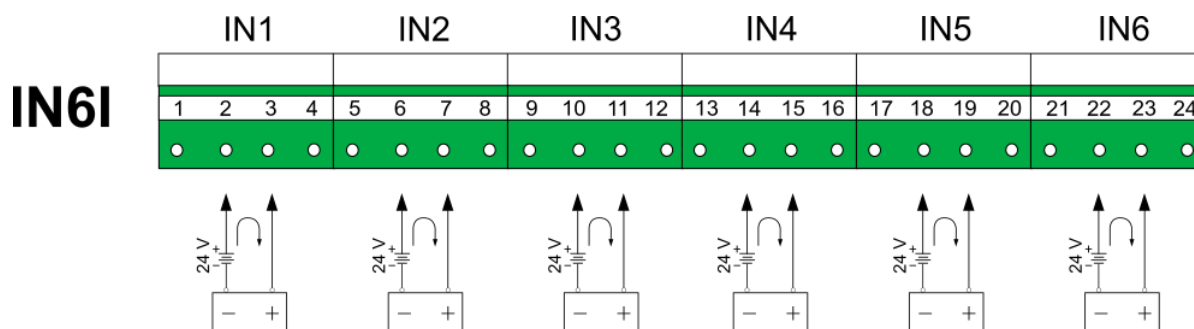 IN1 IN2 IN3 IN4 IN5 IN6
IN6I
1 2 3 4 5 6 7 8 9 10 11 12 13 14 15 16 17 18 19 20 21 22 23 24
24 V + − 24 V + − 24 V + − 24 V + − 24 V + − 24 V + −
− + − + − + − + − + − +